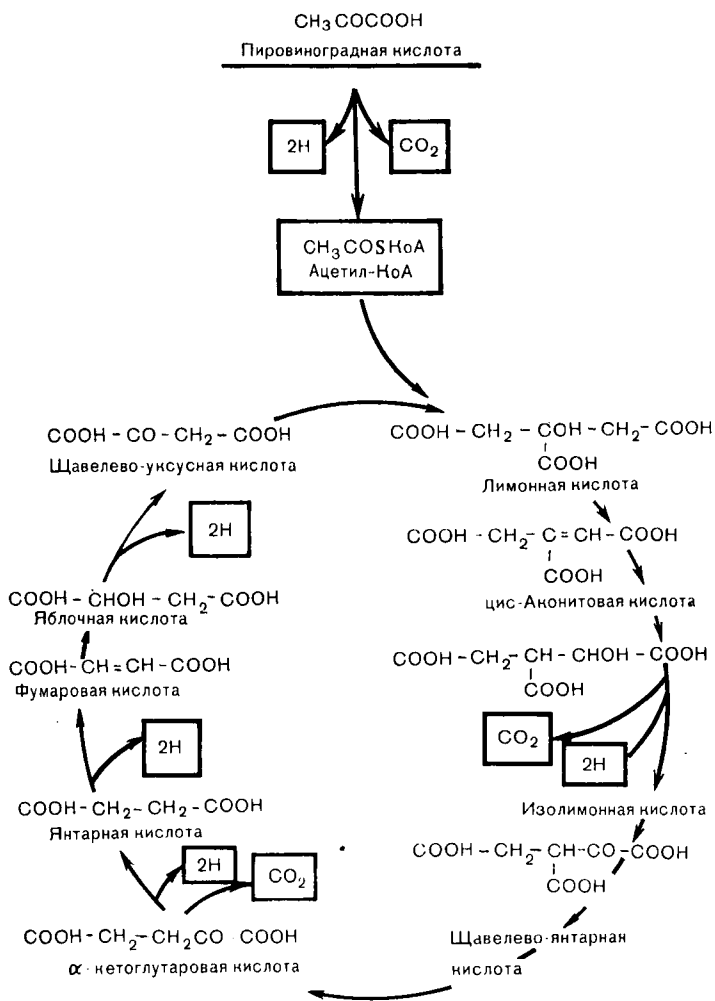 CH₃COCOOH
Пировиноградная кислота
2H
CO₂
CH₃COSKoA
Ацетил-КоА
COOH - CO - CH₂ - COOH
Щавелево-уксусная кислота
COOH - CH₂ - COH - CH₂ - COOH
COOH
Лимонная кислота
2H
COOH - CH₂ - C = CH - COOH
COOH
цис-Аконитовая кислота
COOH - CHOH - CH₂ - COOH
Яблочная кислота
COOH - CH = CH - COOH
Фумаровая кислота
COOH - CH₂ - CH - CHOH - COOH
COOH
CO₂
2H
2H
Изолимонная кислота
COOH - CH₂ - CH₂ - COOH
Янтарная кислота
COOH - CH₂ - CH - CO - COOH
COOH
2H
CO₂
COOH - CH₂ - CH₂CO COOH
α - кетоглутаровая кислота
Щавелево-янтарная
кислота